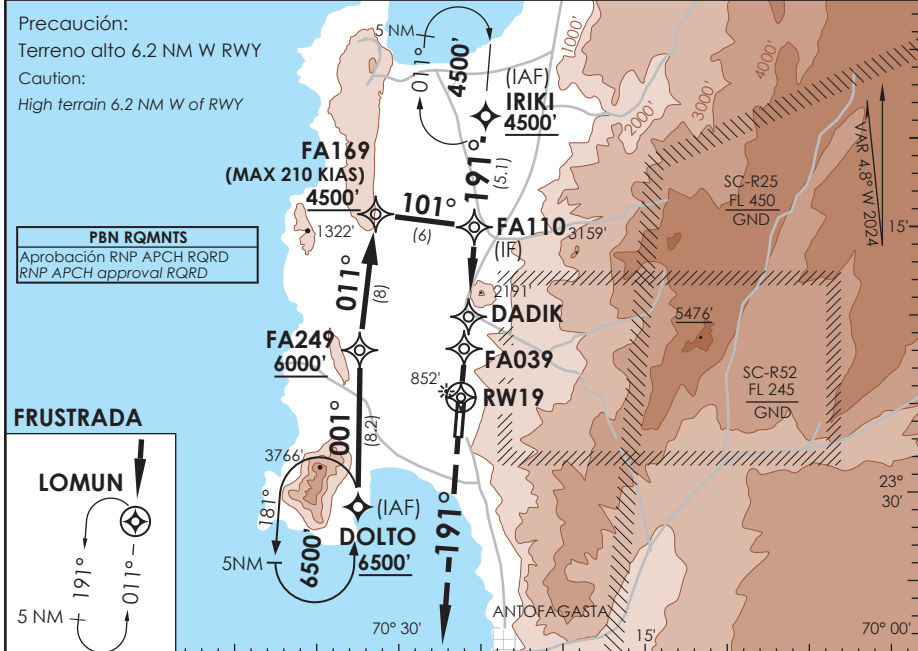 Precaución:
Terreno alto 6.2 NM W RWY
Caution:
High terrain 6.2 NM W of RWY
5 NM
011°
4500'
(IAF)
IRIKI
4500'
191°
(5.1)
1000'
2000'
3000'
4000'
VAR 4.8° W 2024
FA169
(MAX 210 KIAS)
4500'
101°
(6)
FA110
(IF)
3159'
SC-R25
FL 450
GND
15'
1322'
PBN RQMNTS
Aprobación RNP APCH RQRD
RNP APCH approval RQRD
011°
(8)
2191'
DADIK
5476'
FA249
6000'
FA039
852'
RW19
SC-R52
FL 245
GND
FRUSTRADA
LOMUN
191°
011°
5 NM
001°
(8.2)
3766'
181°
6500'
5NM
(IAF)
DOLTO
6500'
191°
23°
30'
ANTOFAGASTA
70° 30'
15'
70° 00'